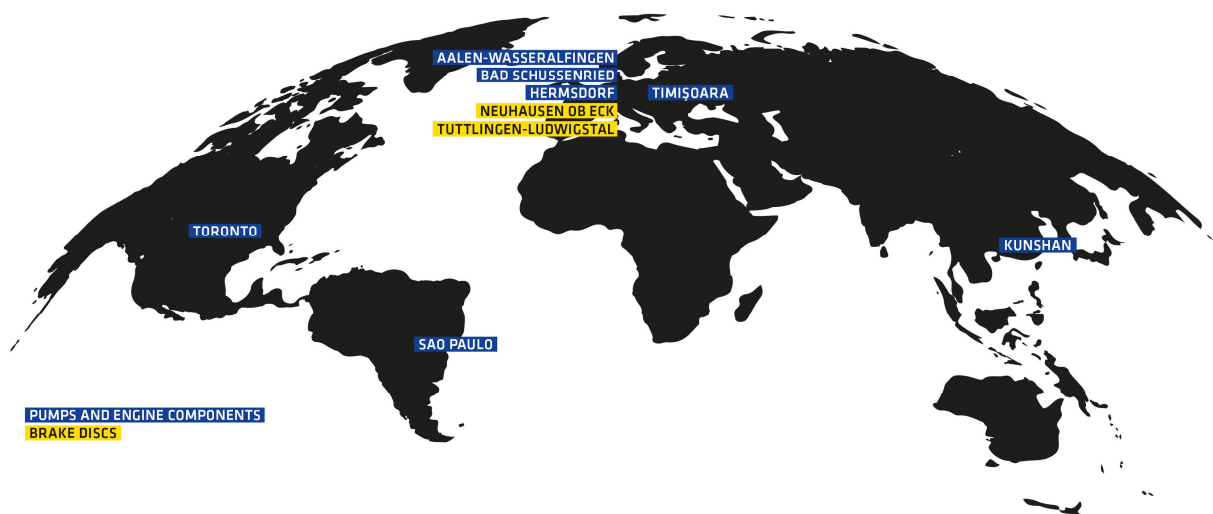 AALEN-WASSERALFINGEN
BAD SCHUSSENRIED
HERMSDORF
TIMIŞOARA
NEUHAUSEN OB ECK
TUTTLINGEN-LUDWIGSTAL
TORONTO
KUNSHAN
SAO PAULO
PUMPS AND ENGINE COMPONENTS
BRAKE DISCS